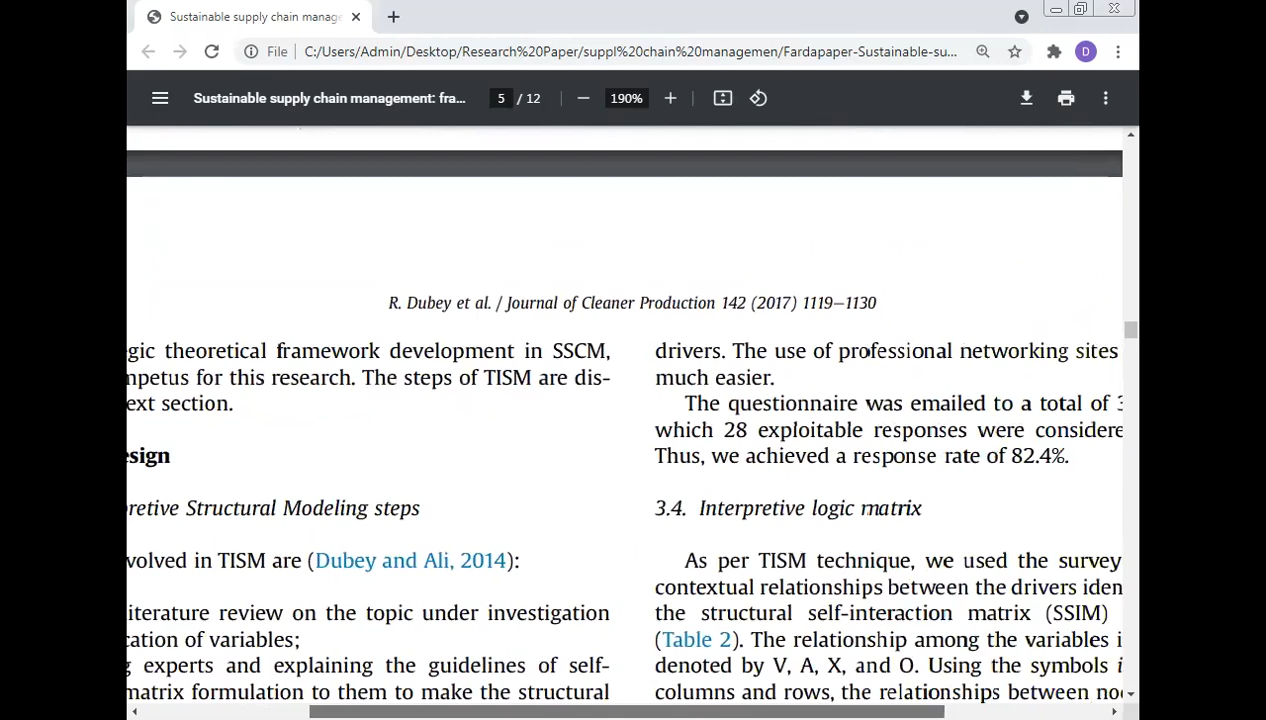 Sustainable supply chain manage
File
C:/Users/Admin/Desktop/Research%20Paper/suppl%20chain%20managemen/Fardapaper-Sustainable-su...
D
Sustainable supply chain management: fra...
5 / 12
190%
R. Dubey et al. / Journal of Cleaner Production 142 (2017) 1119–1130
egic theoretical framework development in SSCM,
mpetus for this research. The steps of TISM are dis-
ext section.
esign
pretive Structural Modeling steps
volved in TISM are (Dubey and Ali, 2014):
literature review on the topic under investigation
cation of variables;
g experts and explaining the guidelines of self-
matrix formulation to them to make the structural
drivers. The use of professional networking sites
much easier.
The questionnaire was emailed to a total of 3
which 28 exploitable responses were considere
Thus, we achieved a response rate of 82.4%.
3.4. Interpretive logic matrix
As per TISM technique, we used the survey
contextual relationships between the drivers iden
the structural self-interaction matrix (SSIM)
(Table 2). The relationship among the variables i
denoted by V, A, X, and O. Using the symbols i
columns and rows, the relationships between no